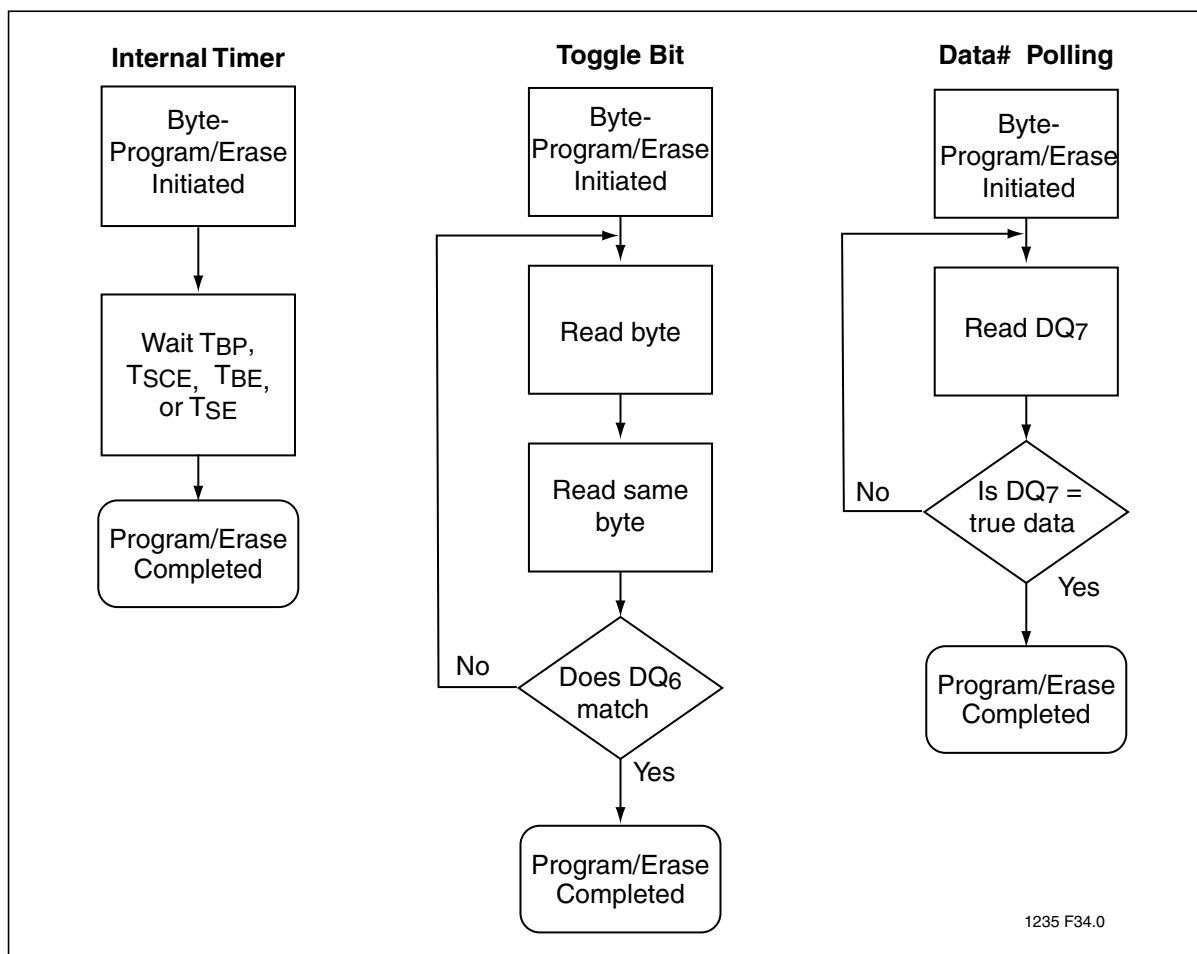 Internal Timer
Byte-
Program/Erase
Initiated
Wait TBP,
TSCE, TBE,
or TSE
Program/Erase
Completed
Toggle Bit
Byte-
Program/Erase
Initiated
Read byte
Read same
byte
No
Does DQ6
match
Yes
Program/Erase
Completed
Data# Polling
Byte-
Program/Erase
Initiated
Read DQ7
No
Is DQ7 =
true data
Yes
Program/Erase
Completed
1235 F34.0